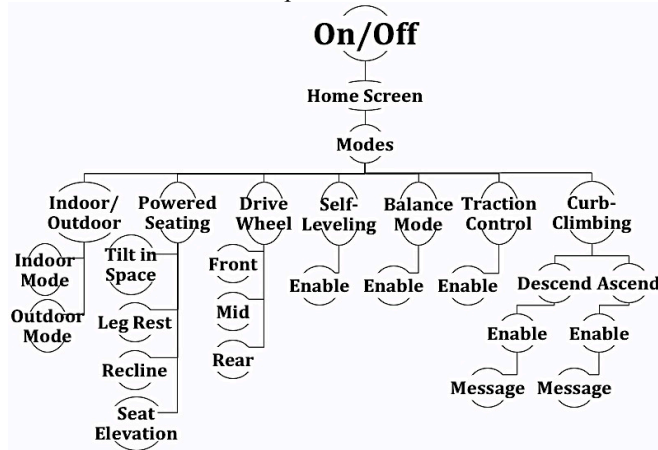 On/Off
Home Screen
Modes
Indoor/
Outdoor
Powered
Seating
Drive
Wheel
Self-
Leveling
Balance
Mode
Traction
Control
Curb-
Climbing
Indoor
Mode
Outdoor
Mode
Tilt in
Space
Leg Rest
Recline
Seat
Elevation
Front
Mid
Rear
Enable
Enable
Enable
Descend
Ascend
Enable
Enable
Message
Message